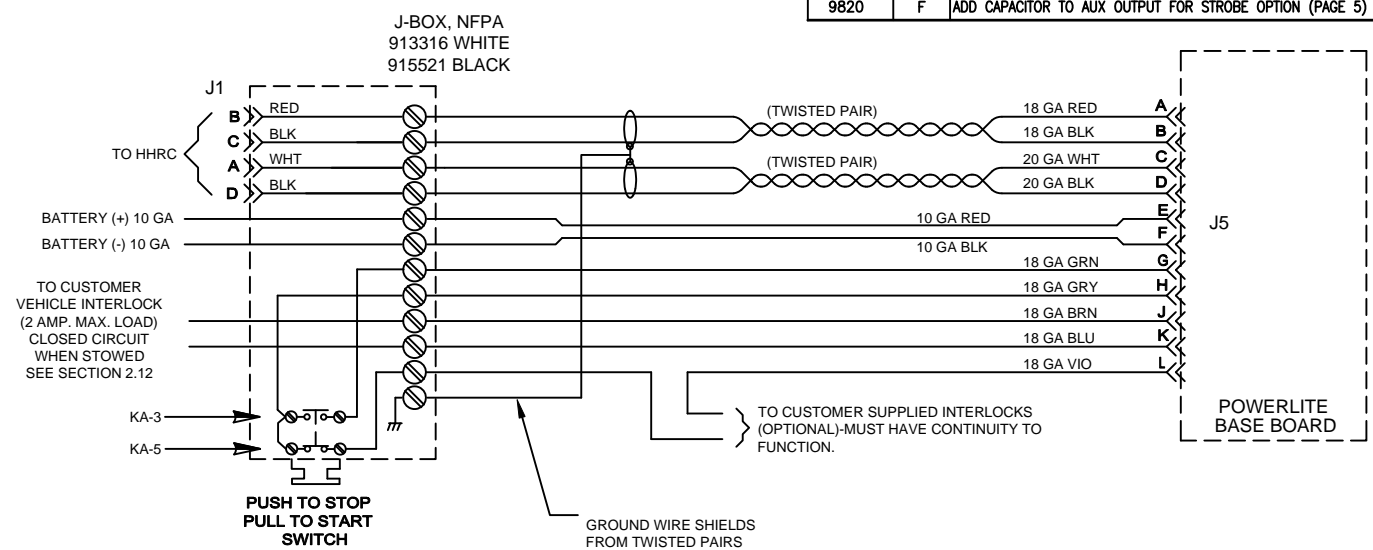 9820 F ADD CAPACITOR TO AUX OUTPUT FOR STROBE OPTION (PAGE 5)
J-BOX, NFPA
913316 WHITE
915521 BLACK
J1
B RED (TWISTED PAIR) 18 GA RED A
C BLK 18 GA BLK B
TO HHRC
A WHT (TWISTED PAIR) 20 GA WHT C
D BLK 20 GA BLK D
BATTERY (+) 10 GA 10 GA RED E
J5
BATTERY (-) 10 GA 10 GA BLK F
18 GA GRN G
18 GA GRY H
18 GA BRN J
18 GA BLU K
18 GA VIO L
TO CUSTOMER
VEHICLE INTERLOCK
(2 AMP. MAX. LOAD)
CLOSED CIRCUIT
WHEN STOWED
SEE SECTION 2.12
KA-3
KA-5
TO CUSTOMER SUPPLIED INTERLOCKS
(OPTIONAL)-MUST HAVE CONTINUITY TO
FUNCTION.
POWERLITE
BASE BOARD
PUSH TO STOP
PULL TO START
SWITCH
GROUND WIRE SHIELDS
FROM TWISTED PAIRS